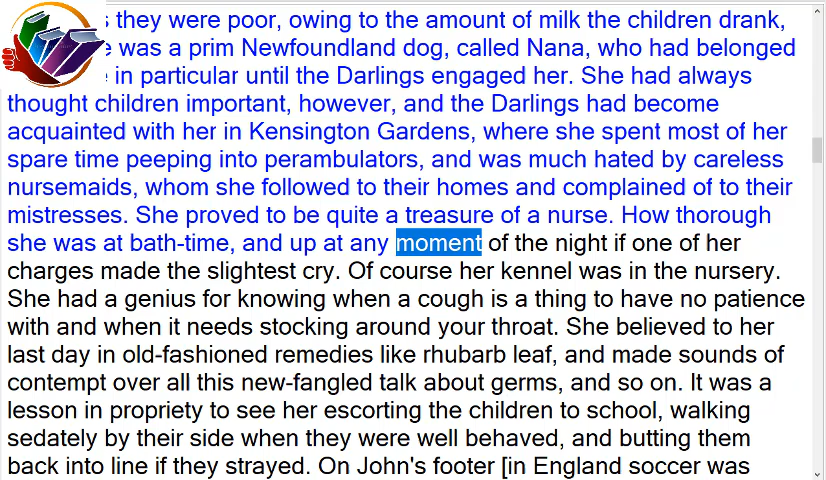 s they were poor, owing to the amount of milk the children drank,
e was a prim Newfoundland dog, called Nana, who had belonged
e in particular until the Darlings engaged her. She had always
thought children important, however, and the Darlings had become
acquainted with her in Kensington Gardens, where she spent most of her
spare time peeping into perambulators, and was much hated by careless
nursemaids, whom she followed to their homes and complained of to their
mistresses. She proved to be quite a treasure of a nurse. How thorough
she was at bath-time, and up at any moment of the night if one of her
charges made the slightest cry. Of course her kennel was in the nursery.
She had a genius for knowing when a cough is a thing to have no patience
with and when it needs stocking around your throat. She believed to her
last day in old-fashioned remedies like rhubarb leaf, and made sounds of
contempt over all this new-fangled talk about germs, and so on. It was a
lesson in propriety to see her escorting the children to school, walking
sedately by their side when they were well behaved, and butting them
back into line if they strayed. On John's footer [in England soccer was